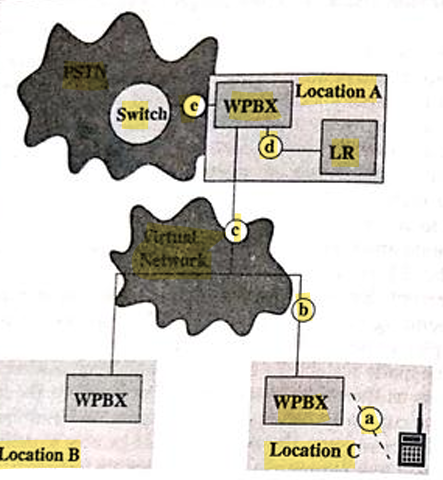 PSTN
Switch
e
WPBX
Location A
d
LR
c
Virtual
Network
b
WPBX
WPBX
a
Location B
Location C